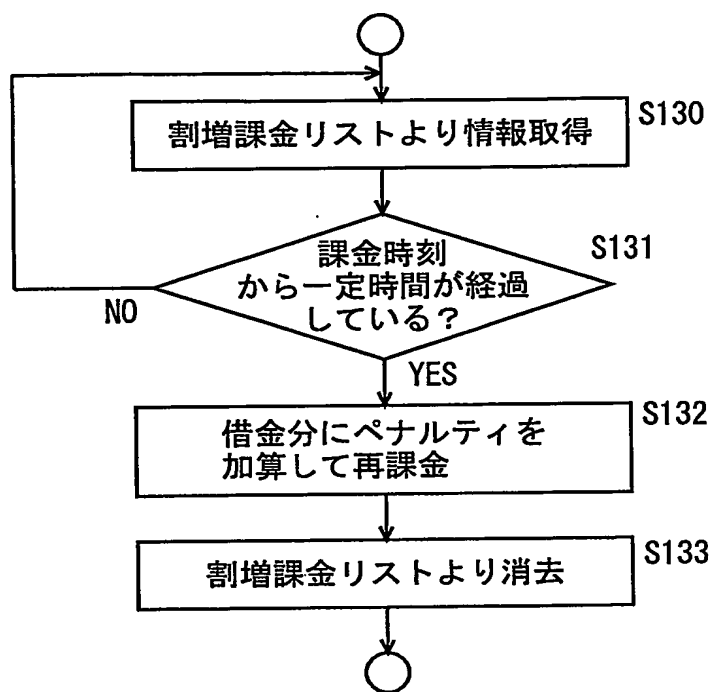 割増課金リストより情報取得
S130
課金時刻
から一定時間が経過
している?
S131
NO
YES
借金分にペナルティを
加算して再課金
S132
割増課金リストより消去
S133